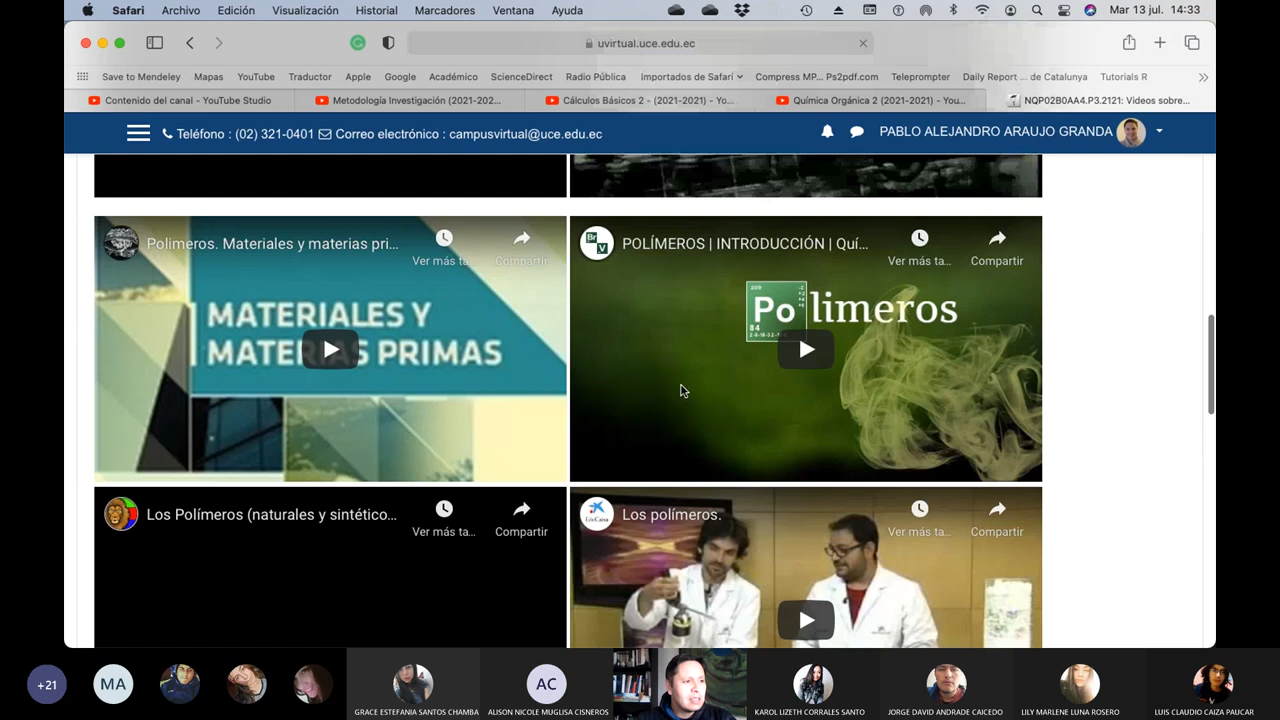 Safari Archivo Edición Visualización Historial Marcadores Ventana Ayuda Mar 13 jul. 14:33
uvirtual.uce.edu.ec
Save to Mendeley Mapas YouTube Traductor Apple Google Académico ScienceDirect Radio Pública Importados de Safari Compress MP... Ps2pdf.com Teleprompter Daily Report ... de Catalunya Tutorials R
Contenido del canal - YouTube Studio Metodología Investigación (2021-202... Cálculos Básicos 2 - (2021-2021) - Yo... Química Orgánica 2 (2021-2021) - You... NQP02B0AA4.P3.2121: Videos sobre...
Teléfono : (02) 321-0401 Correo electrónico : campusvirtual@uce.edu.ec PABLO ALEJANDRO ARAUJO GRANDA
Polimeros. Materiales y materias pri... Ver más ta... Compartir
MATERIALES Y
MATERIAS PRIMAS
Br V POLÍMEROS | INTRODUCCIÓN | Quí... Ver más ta... Compartir
209
Polimeros
84
Los Polímeros (naturales y sintético... Ver más ta... Compartir
EduCaixa Los polímeros. Ver más ta... Compartir
+21 MA GRACE ESTEFANIA SANTOS CHAMBA AC ALISON NICOLE MUGLISA CISNEROS KAROL LIZETH CORRALES SANTO JORGE DAVID ANDRADE CAICEDO LILY MARLENE LUNA ROSERO LUIS CLAUDIO CAIZA PAUCAR